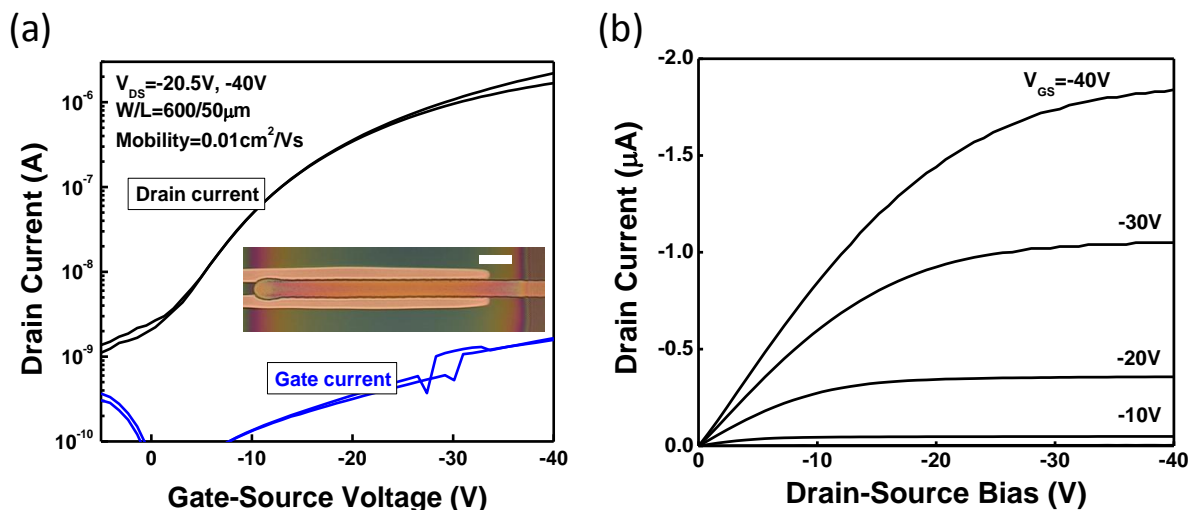 (a)
V_DS=-20.5V, -40V
W/L=600/50μm
Mobility=0.01cm²/Vs
Drain current
Gate current
10⁻⁶
10⁻⁷
10⁻⁸
10⁻⁹
10⁻¹⁰
Drain Current (A)
0 -10 -20 -30 -40
Gate-Source Voltage (V)
(b)
V_GS=-40V
-30V
-20V
-10V
-2.0
-1.5
-1.0
-0.5
0.0
Drain Current (μA)
0 -10 -20 -30 -40
Drain-Source Bias (V)